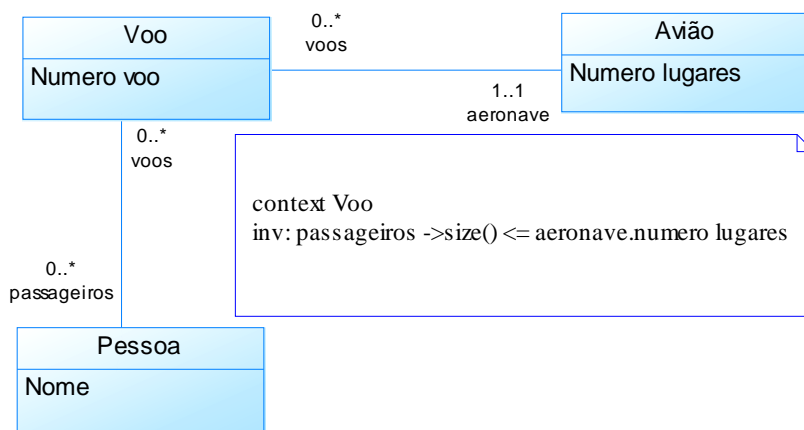 Voo
Numero voo
0..*
voos
Avião
Numero lugares
1..1
aeronave
0..*
voos
context Voo
inv: passageiros ->size() <= aeronave.numero lugares
0..*
passageiros
Pessoa
Nome